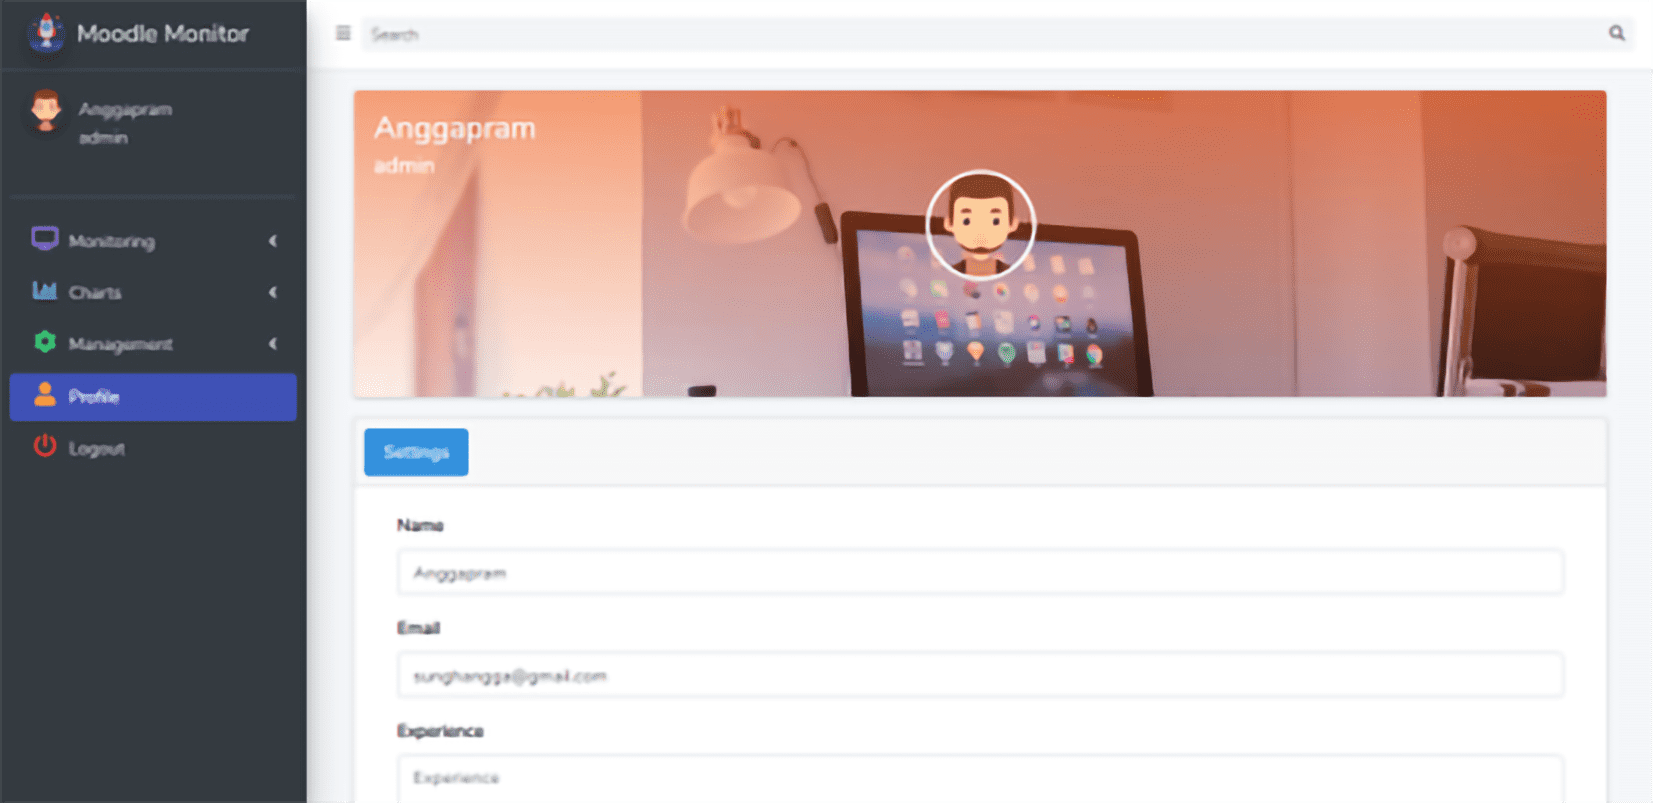 Moodle Monitor
Search
Anggapram
admin
Monitoring
Charts
Management
Profile
Logout
Anggapram
admin
Settings
Name
Anggapram
Email
sunghangga@gmail.com
Experience
Experience